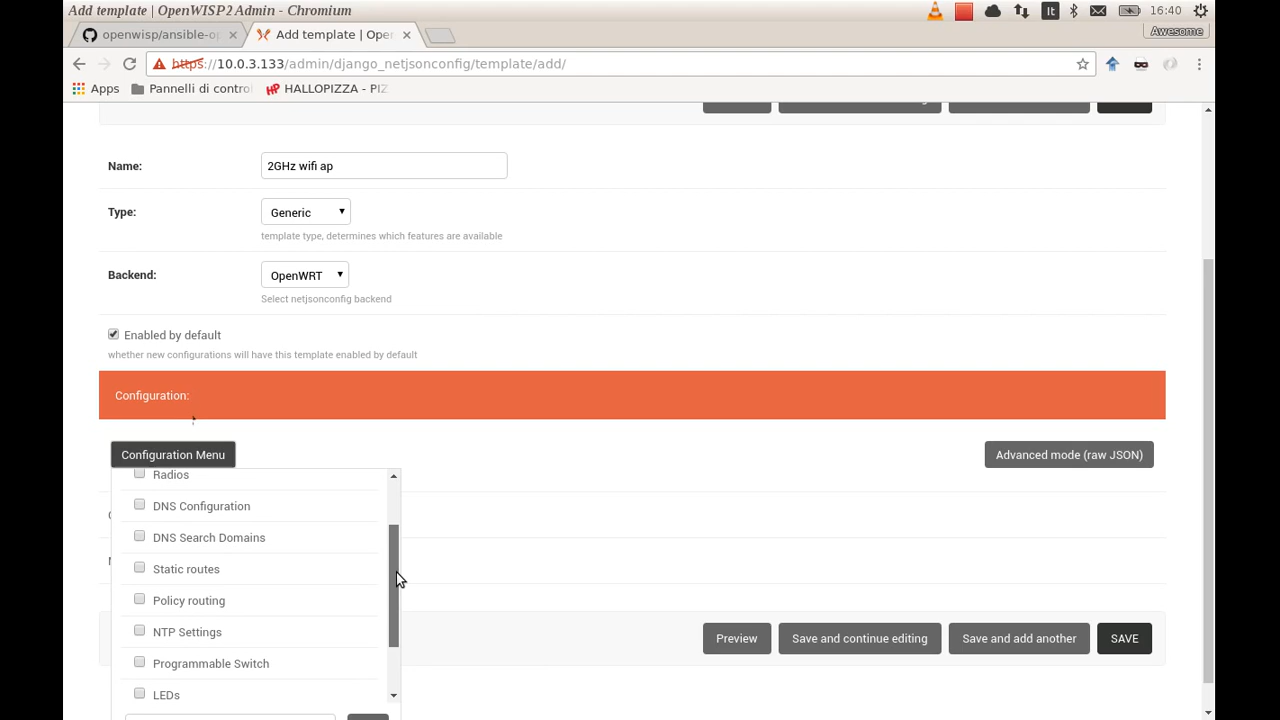 Add template | OpenWISP2 Admin - Chromium
It
16:40
openwisp/ansible-op
Add template | Ope
Awesome
https://10.0.3.133/admin/django_netjsonconfig/template/add/
Apps
Pannelli di contro
HP HALLOPIZZA - PIZ
Name:
2GHz wifi ap
Type:
Generic
template type, determines which features are available
Backend:
OpenWRT
Select netjsonconfig backend
Enabled by default
whether new configurations will have this template enabled by default
Configuration:
Configuration Menu
Advanced mode (raw JSON)
Radios
DNS Configuration
DNS Search Domains
Static routes
Policy routing
NTP Settings
Programmable Switch
LEDs
Preview
Save and continue editing
Save and add another
SAVE